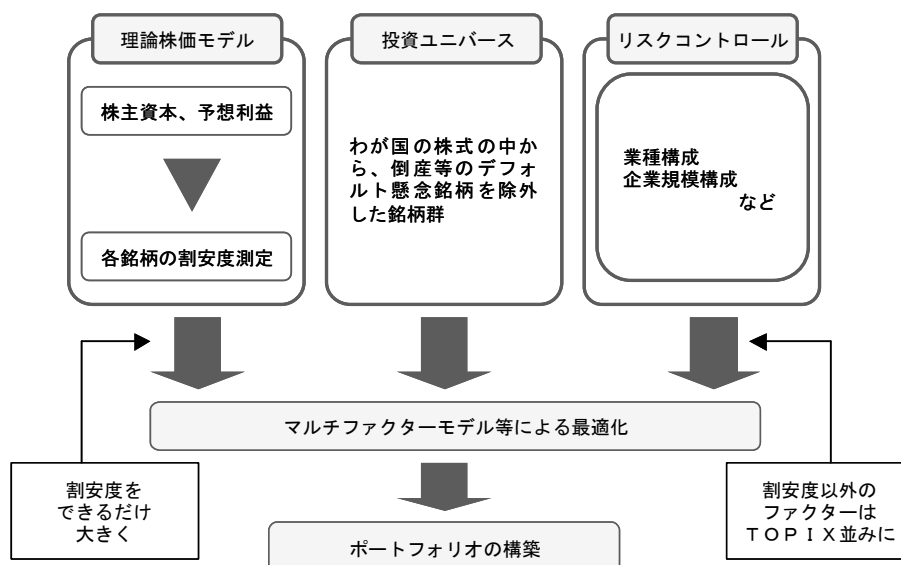 理論株価モデル
株主資本、予想利益
各銘柄の割安度測定
投資ユニバース
わが国の株式の中か
ら、倒産等のデフォ
ルト懸念銘柄を除外
した銘柄群
リスクコントロール
業種構成
企業規模構成
など
マルチファクターモデル等による最適化
割安度を
できるだけ
大きく
割安度以外の
ファクターは
ＴＯＰＩＸ並みに
ポートフォリオの構築